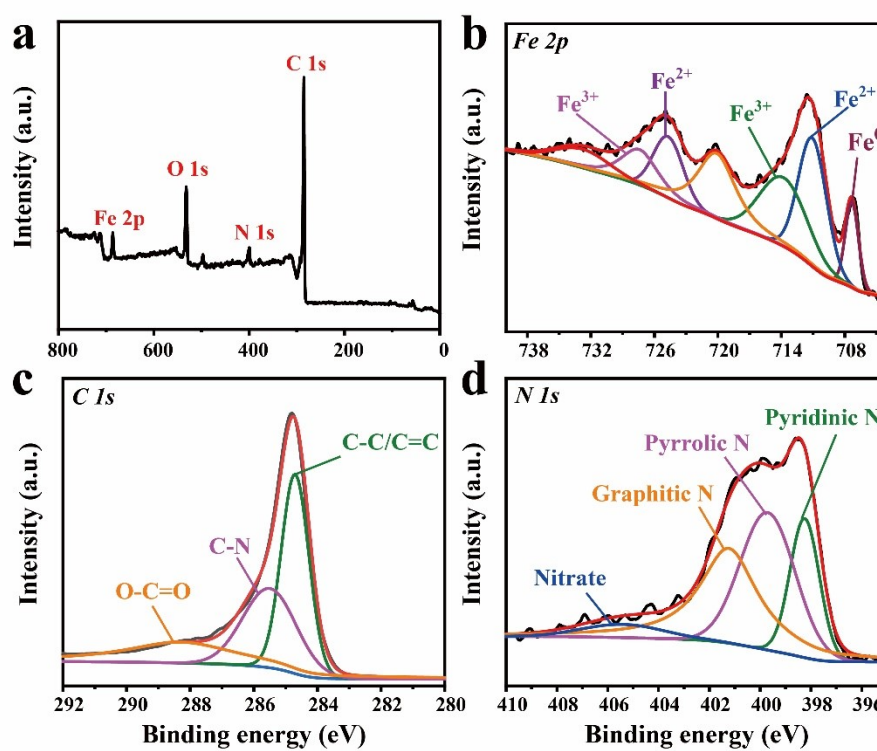 a
C 1s
O 1s
Fe 2p
N 1s
Intensity (a.u.)
800 600 400 200 0
b
Fe 2p
Fe³⁺
Fe²⁺
Fe³⁺
Fe²⁺
Intensity (a.u.)
738 732 726 720 714 708
c
C 1s
C-C/C=C
C-N
O-C=O
Intensity (a.u.)
292 290 288 286 284 282 280
Binding energy (eV)
d
N 1s
Pyridinic N
Pyrrolic N
Graphitic N
Nitrate
Intensity (a.u.)
410 408 406 404 402 400 398 396
Binding energy (eV)